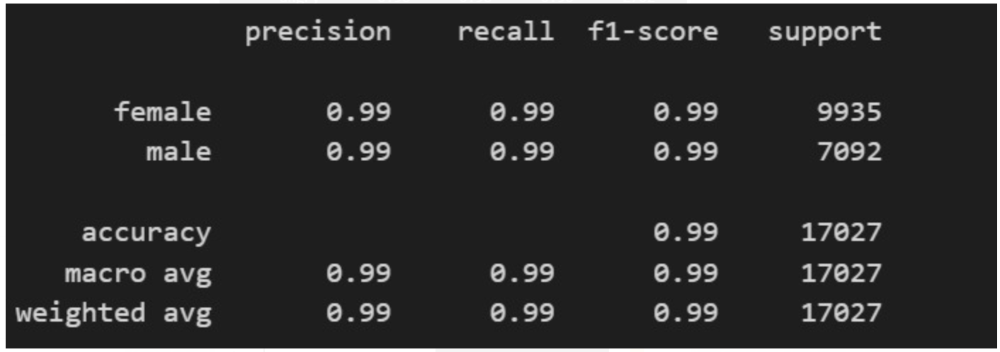 precision recall f1-score support
female 0.99 0.99 0.99 9935
male 0.99 0.99 0.99 7092
accuracy 0.99 17027
macro avg 0.99 0.99 0.99 17027
weighted avg 0.99 0.99 0.99 17027